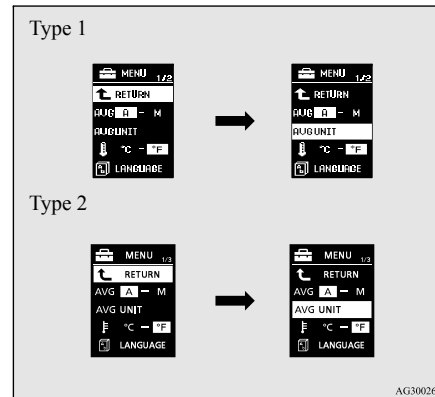 Type 1
MENU 1/2
RETURN
AVG A - M
AVG UNIT
°C - °F
LANGUAGE
MENU 1/2
RETURN
AVG A - M
AVG UNIT
°C - °F
LANGUAGE
Type 2
MENU 1/3
RETURN
AVG A - M
AVG UNIT
°C - °F
LANGUAGE
MENU 1/3
RETURN
AVG A - M
AVG UNIT
°C - °F
LANGUAGE
AG30026